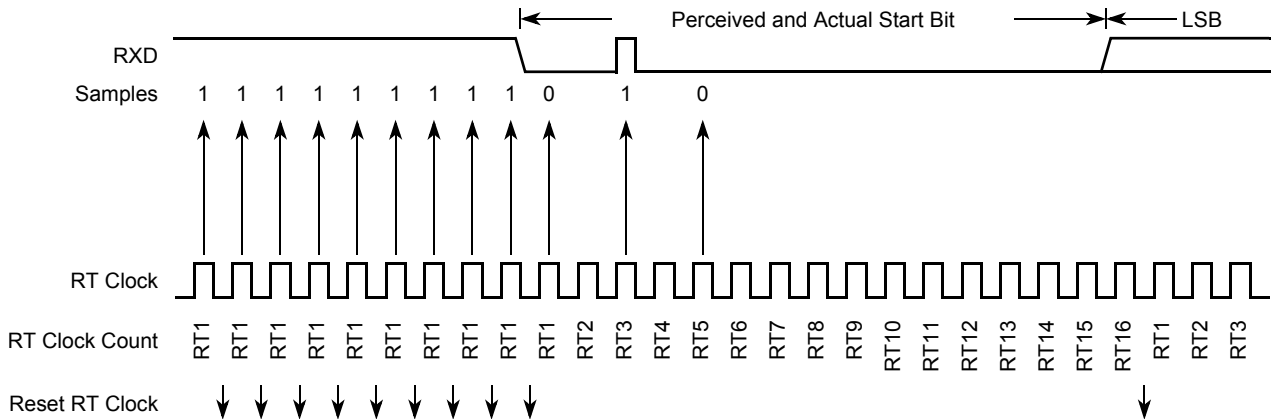 Perceived and Actual Start Bit LSB
RXD
Samples 1 1 1 1 1 1 1 1 1 0 1 0
RT Clock
RT Clock Count RT1 RT1 RT1 RT1 RT1 RT1 RT1 RT1 RT1 RT1 RT2 RT3 RT4 RT5 RT6 RT7 RT8 RT9 RT10 RT11 RT12 RT13 RT14 RT15 RT16 RT1 RT2 RT3
Reset RT Clock